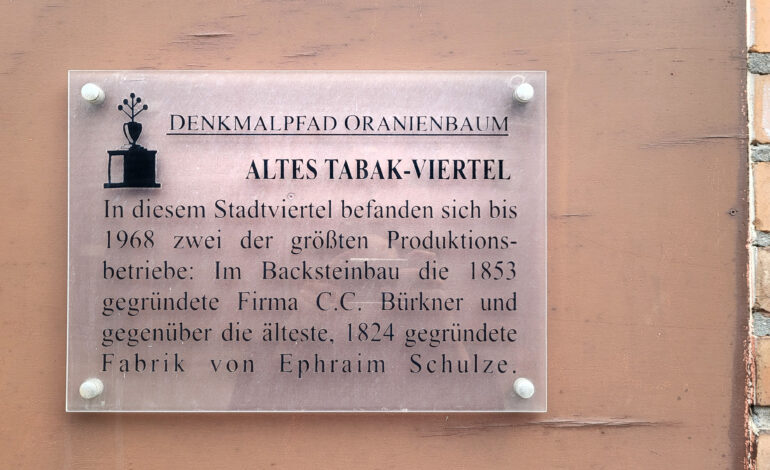 DENKMALPFAD ORANIENBAUM
ALTES TABAK-VIERTEL
In diesem Stadtviertel befanden sich bis
1968 zwei der größten Produktions-
betriebe: Im Backsteinbau die 1853
gegründete Firma C.C. Bürkner und
gegenüber die älteste, 1824 gegründete
Fabrik von Ephraim Schulze.